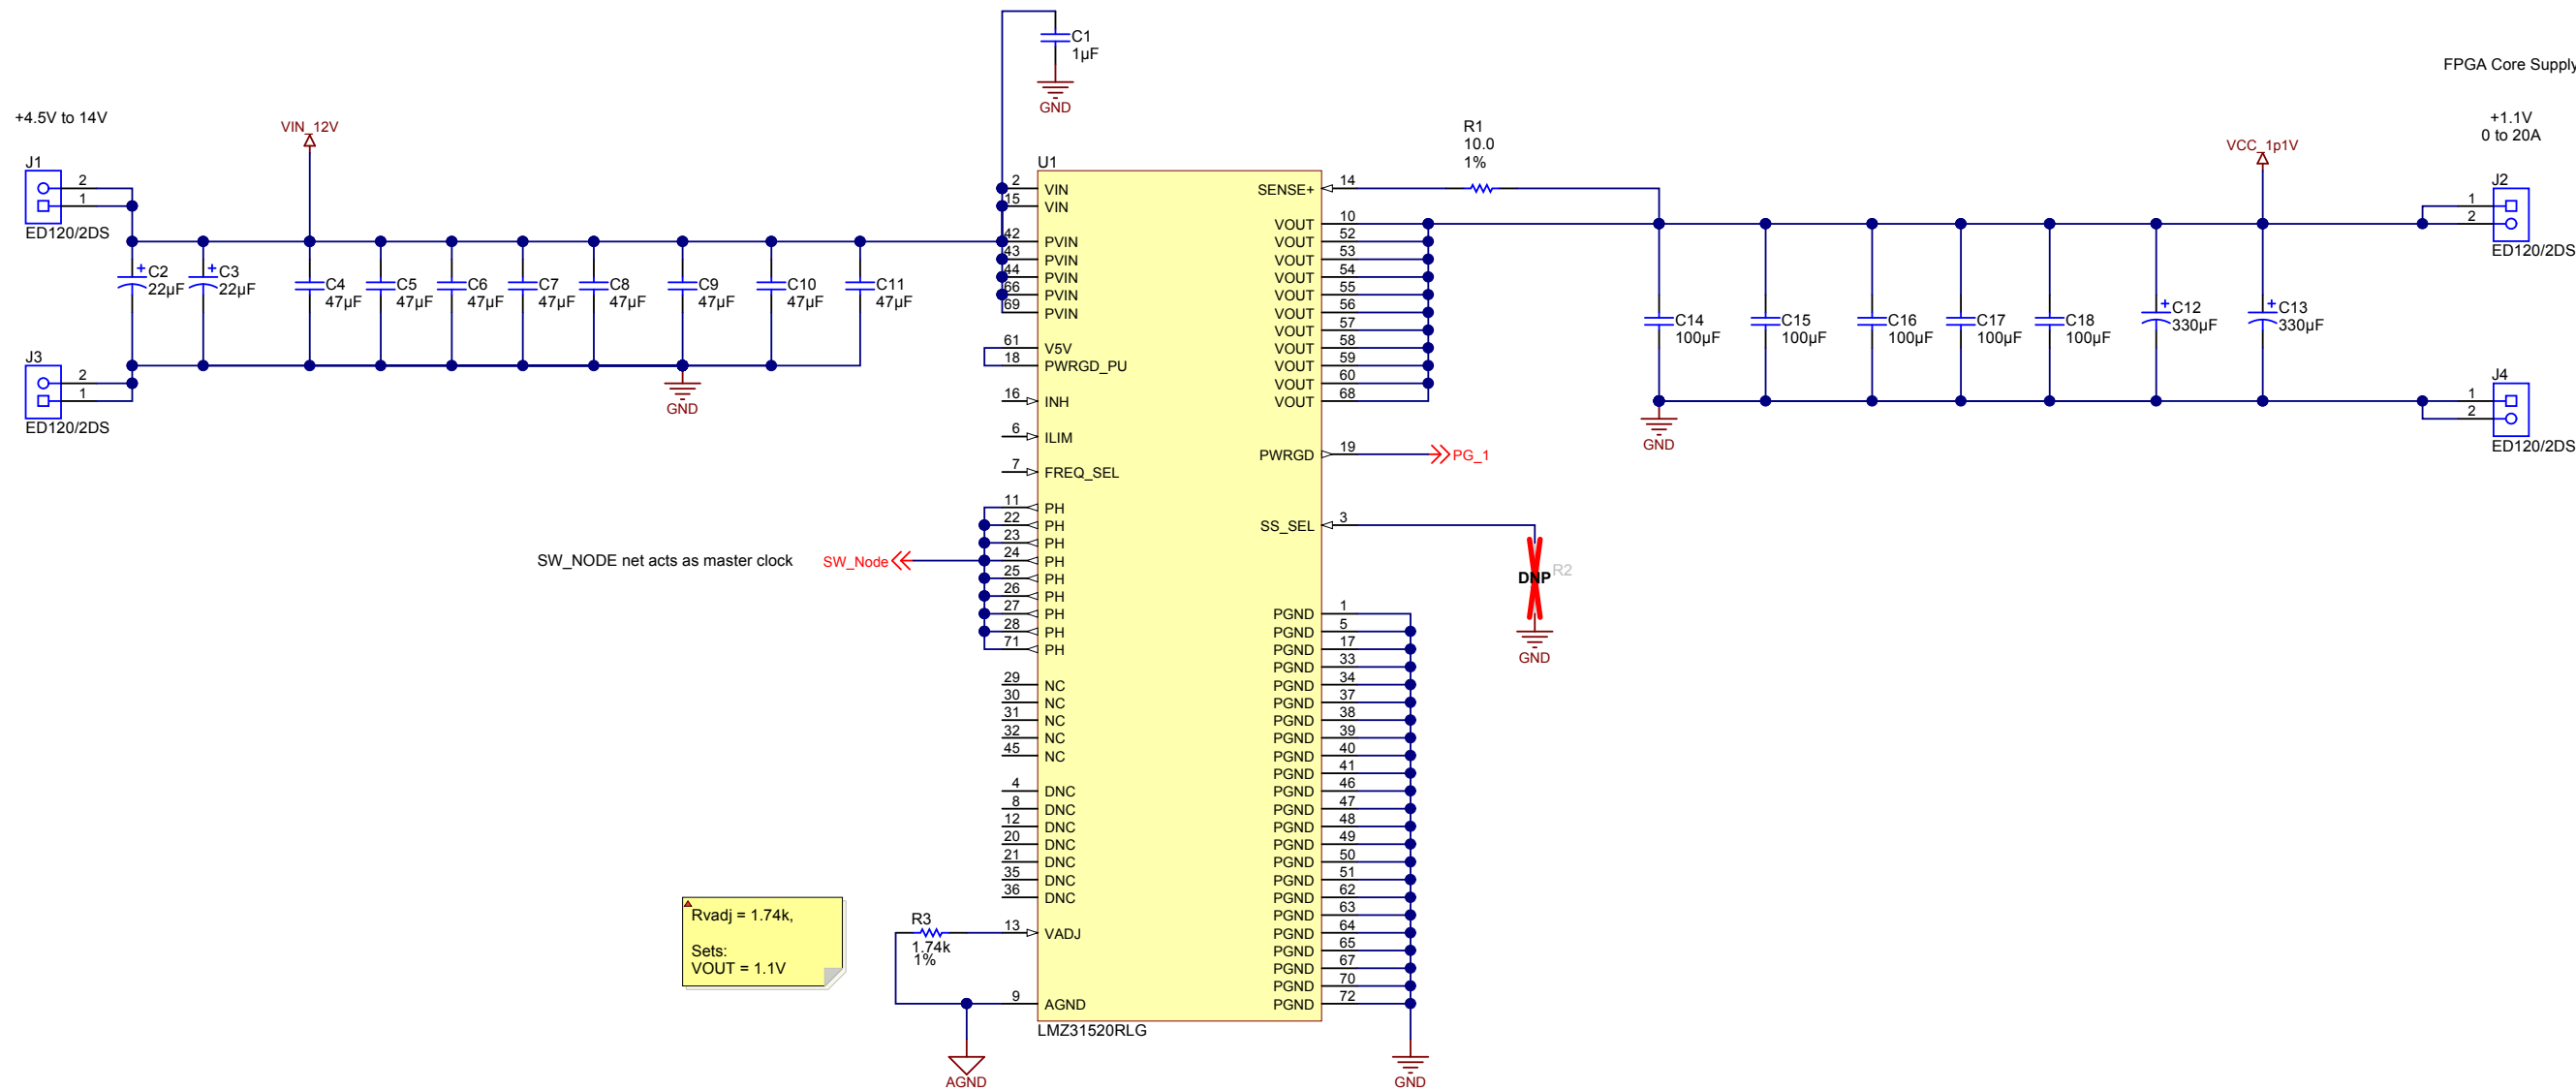 C1
1µF
GND
FPGA Core Supply
+4.5V to 14V
VIN_12V
J1
2
1
ED120/2DS
C2
22µF
C3
22µF
C4
47µF
C5
47µF
C6
47µF
C7
47µF
C8
47µF
C9
47µF
C10
47µF
C11
47µF
J3
2
1
ED120/2DS
GND
U1
2 VIN
15 VIN
42 PVIN
43 PVIN
44 PVIN
66 PVIN
69 PVIN
61 V5V
18 PWRGD_PU
16 INH
6 ILIM
7 FREQ_SEL
11 PH
22 PH
23 PH
24 PH
25 PH
26 PH
27 PH
28 PH
71 PH
SW_NODE net acts as master clock
SW_Node
29 NC
30 NC
31 NC
32 NC
45 NC
4 DNC
8 DNC
12 DNC
20 DNC
21 DNC
35 DNC
36 DNC
13 VADJ
9 AGND
LMZ31520RLG
Rvadj = 1.74k,
Sets:
VOUT = 1.1V
R3
1.74k
1%
AGND
SENSE+ 14
VOUT 10
VOUT 52
VOUT 53
VOUT 54
VOUT 55
VOUT 56
VOUT 57
VOUT 58
VOUT 59
VOUT 60
VOUT 68
PWRGD 19
PG_1
SS_SEL 3
DNP
R2
GND
PGND 1
PGND 5
PGND 17
PGND 33
PGND 34
PGND 37
PGND 38
PGND 39
PGND 40
PGND 41
PGND 46
PGND 47
PGND 48
PGND 49
PGND 50
PGND 51
PGND 62
PGND 63
PGND 64
PGND 65
PGND 67
PGND 70
PGND 72
GND
R1
10.0
1%
C14
100µF
C15
100µF
C16
100µF
C17
100µF
C18
100µF
C12
330µF
C13
330µF
GND
VCC_1p1V
+1.1V
0 to 20A
J2
1
2
ED120/2DS
J4
1
2
ED120/2DS